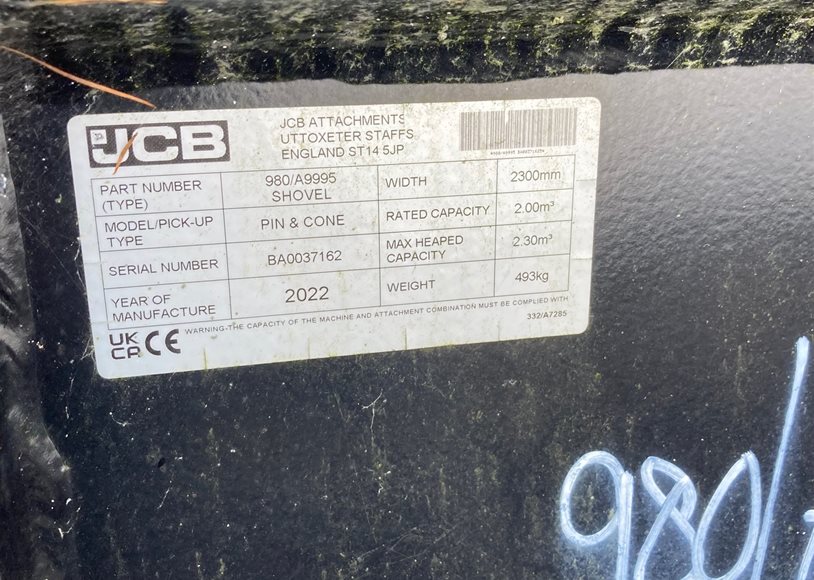 JCB
JCB ATTACHMENTS
UTTOXETER STAFFS
ENGLAND ST14 5JP
PART NUMBER (TYPE)
980/A9995 SHOVEL
WIDTH
2300mm
MODEL/PICK-UP TYPE
PIN & CONE
RATED CAPACITY
2.00m³
SERIAL NUMBER
BA0037162
MAX HEAPED CAPACITY
2.30m³
YEAR OF MANUFACTURE
2022
WEIGHT
493kg
UK CA CE
WARNING-THE CAPACITY OF THE MACHINE AND ATTACHMENT COMBINATION MUST BE COMPLIED WITH
332/A7285
980/